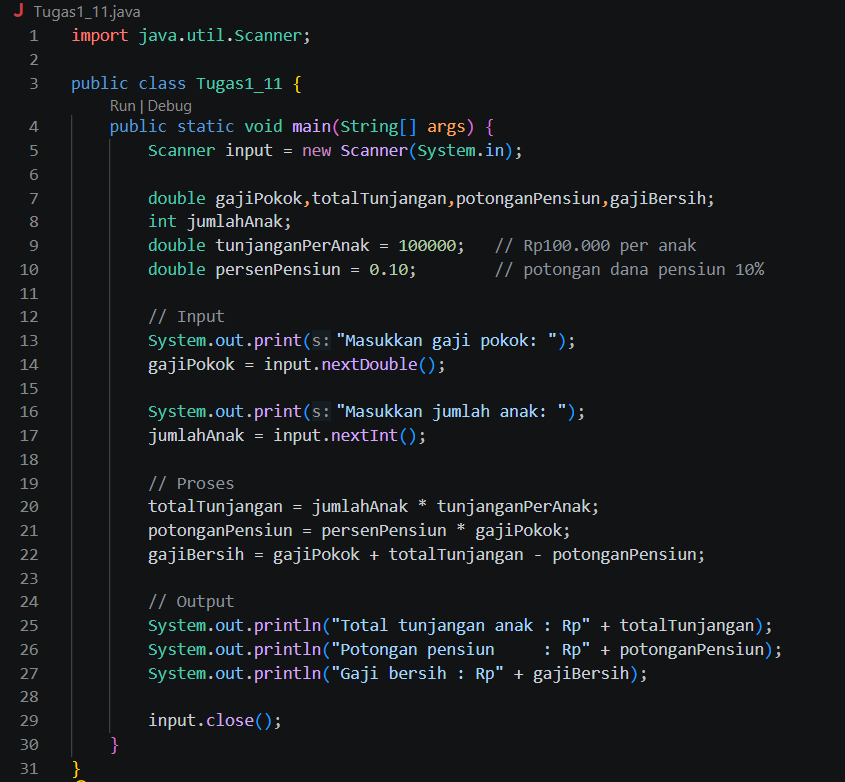 J Tugas1_11.java
1 import java.util.Scanner;
2
3 public class Tugas1_11 {
Run | Debug
4 public static void main(String[] args) {
5 Scanner input = new Scanner(System.in);
6
7 double gajiPokok,totalTunjangan,potonganPensiun,gajiBersih;
8 int jumlahAnak;
9 double tunjanganPerAnak = 100000;   // Rp100.000 per anak
10 double persenPensiun = 0.10;        // potongan dana pensiun 10%
11
12 // Input
13 System.out.print(s: "Masukkan gaji pokok: ");
14 gajiPokok = input.nextDouble();
15
16 System.out.print(s: "Masukkan jumlah anak: ");
17 jumlahAnak = input.nextInt();
18
19 // Proses
20 totalTunjangan = jumlahAnak * tunjanganPerAnak;
21 potonganPensiun = persenPensiun * gajiPokok;
22 gajiBersih = gajiPokok + totalTunjangan - potonganPensiun;
23
24 // Output
25 System.out.println("Total tunjangan anak : Rp" + totalTunjangan);
26 System.out.println("Potongan pensiun     : Rp" + potonganPensiun);
27 System.out.println("Gaji bersih : Rp" + gajiBersih);
28
29 input.close();
30 }
31 }